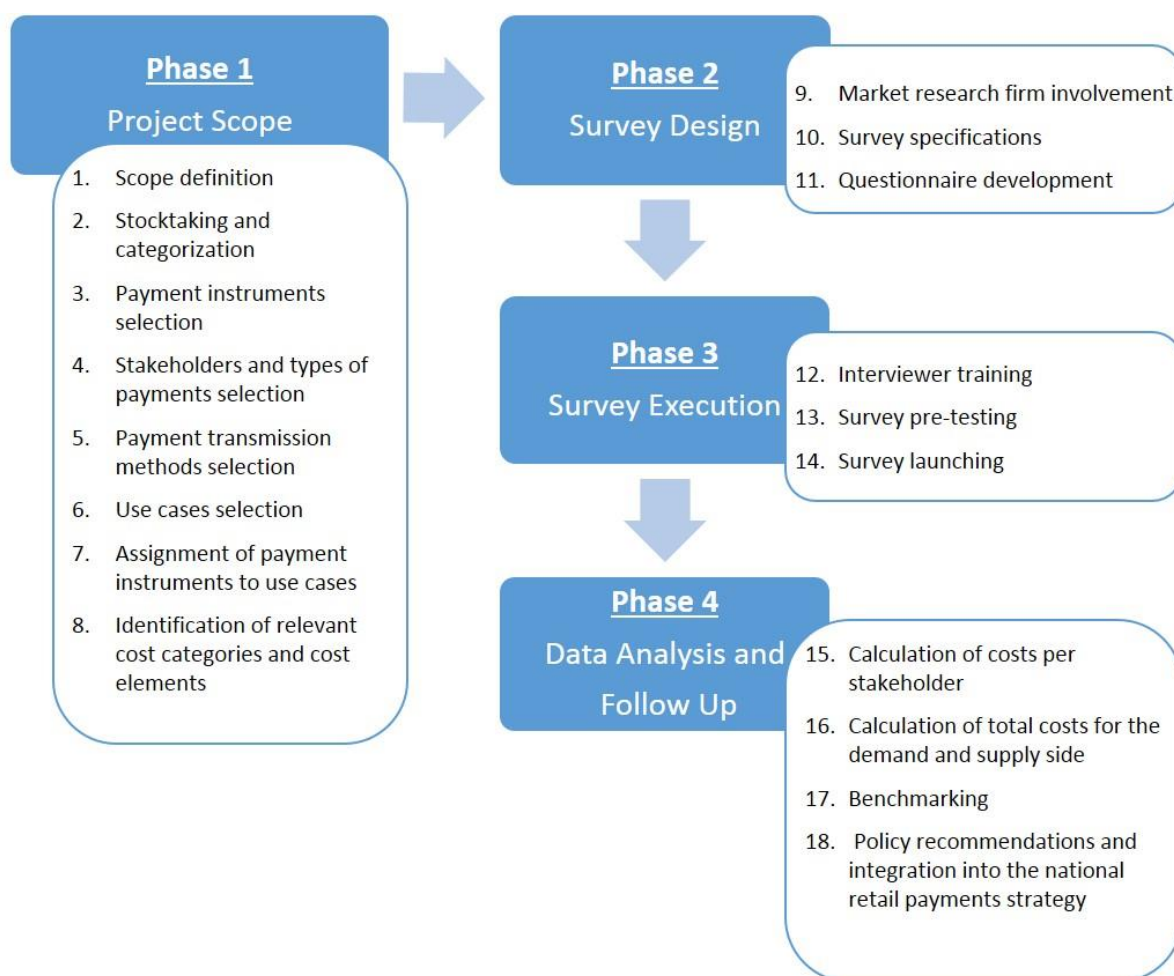 Phase 1
Project Scope
1. Scope definition
2. Stocktaking and
categorization
3. Payment instruments
selection
4. Stakeholders and types of
payments selection
5. Payment transmission
methods selection
6. Use cases selection
7. Assignment of payment
instruments to use cases
8. Identification of relevant
cost categories and cost
elements
Phase 2
Survey Design
9. Market research firm involvement
10. Survey specifications
11. Questionnaire development
Phase 3
Survey Execution
12. Interviewer training
13. Survey pre-testing
14. Survey launching
Phase 4
Data Analysis and
Follow Up
15. Calculation of costs per
stakeholder
16. Calculation of total costs for the
demand and supply side
17. Benchmarking
18. Policy recommendations and
integration into the national
retail payments strategy